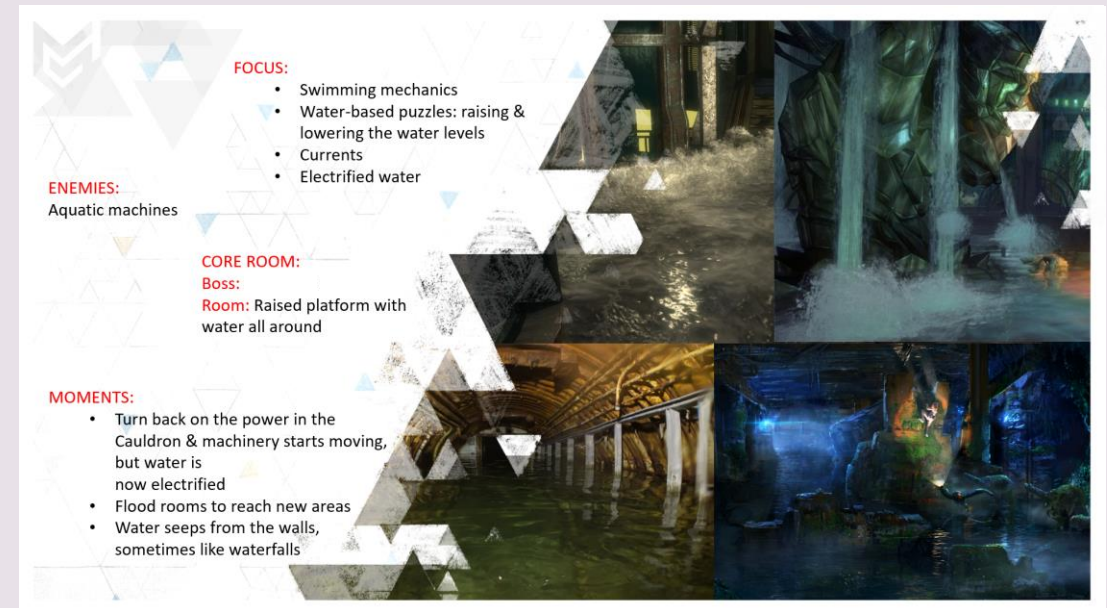 FOCUS:
• Swimming mechanics
• Water-based puzzles: raising &
lowering the water levels
• Currents
• Electrified water
ENEMIES:
Aquatic machines
CORE ROOM:
Boss:
Room: Raised platform with
water all around
MOMENTS:
• Turn back on the power in the
Cauldron & machinery starts moving,
but water is
now electrified
• Flood rooms to reach new areas
• Water seeps from the walls,
sometimes like waterfalls